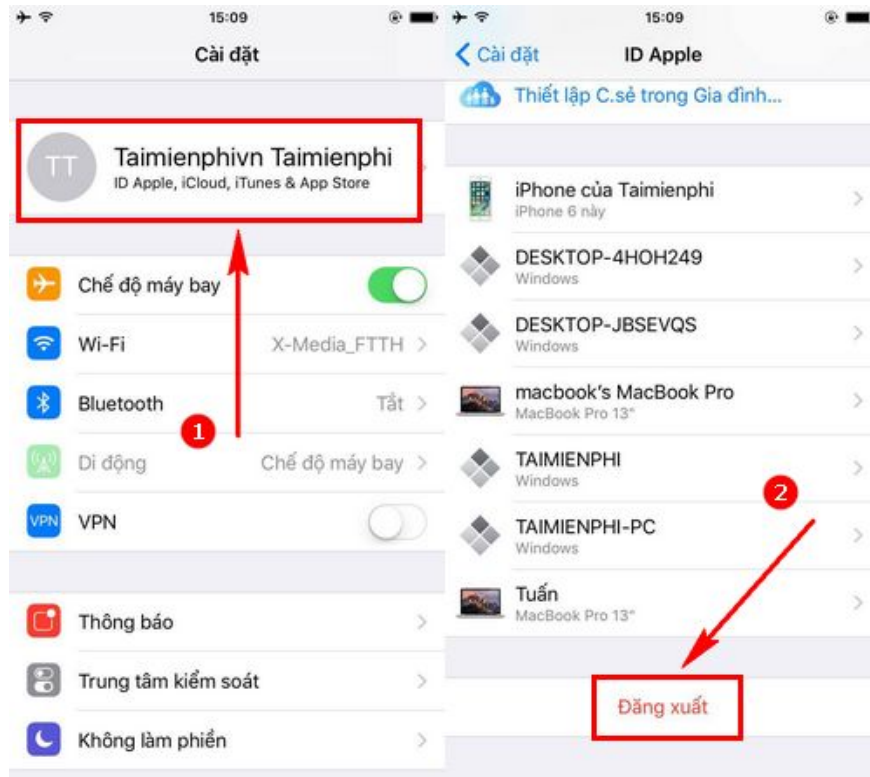 15:09
Cài đặt
TT
Taimienphivn Taimienphi
ID Apple, iCloud, iTunes & App Store
Chế độ máy bay
Wi-Fi
X-Media_FTTH
Bluetooth
Tắt
1
Di động
Chế độ máy bay
VPN
VPN
Thông báo
Trung tâm kiểm soát
Không làm phiền
15:09
Cài đặt
ID Apple
Thiết lập C.sẻ trong Gia đình...
iPhone của Taimienphi
iPhone 6 này
DESKTOP-4HOH249
Windows
DESKTOP-JBSEVQS
Windows
macbook's MacBook Pro
MacBook Pro 13"
TAIMIENPHI
Windows
2
TAIMIENPHI-PC
Windows
Tuấn
MacBook Pro 13"
Đăng xuất